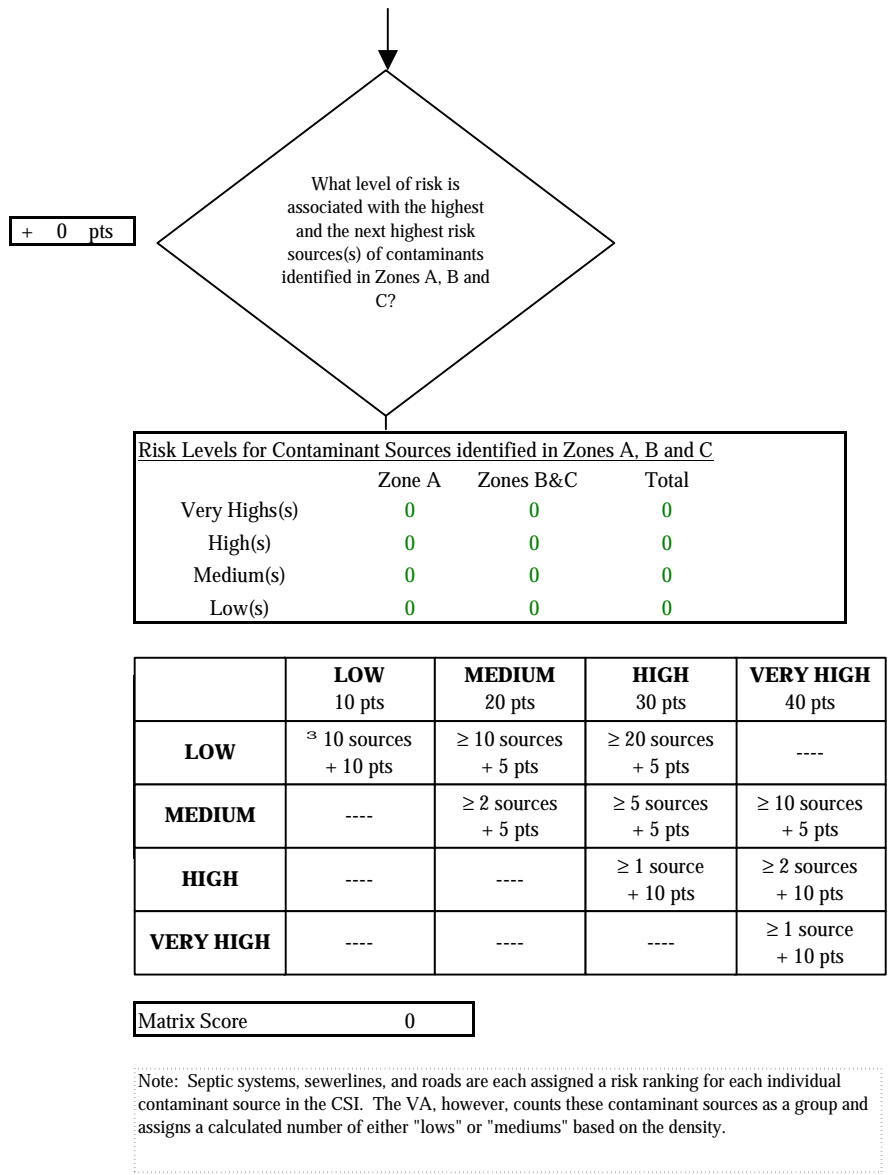 What level of risk is
associated with the highest
and the next highest risk
sources(s) of contaminants
identified in Zones A, B and
C?
+ 0 pts
Risk Levels for Contaminant Sources identified in Zones A, B and C
Zone A Zones B&C Total
Very Highs(s) 0 0 0
High(s) 0 0 0
Medium(s) 0 0 0
Low(s) 0 0 0
LOW MEDIUM HIGH VERY HIGH
10 pts 20 pts 30 pts 40 pts
LOW ³ 10 sources ≥ 10 sources ≥ 20 sources ----
+ 10 pts + 5 pts + 5 pts
MEDIUM ---- ≥ 2 sources ≥ 5 sources ≥ 10 sources
+ 5 pts + 5 pts + 5 pts
HIGH ---- ---- ≥ 1 source ≥ 2 sources
+ 10 pts + 10 pts
VERY HIGH ---- ---- ---- ≥ 1 source
+ 10 pts
Matrix Score 0
Note: Septic systems, sewerlines, and roads are each assigned a risk ranking for each individual
contaminant source in the CSI. The VA, however, counts these contaminant sources as a group and
assigns a calculated number of either "lows" or "mediums" based on the density.